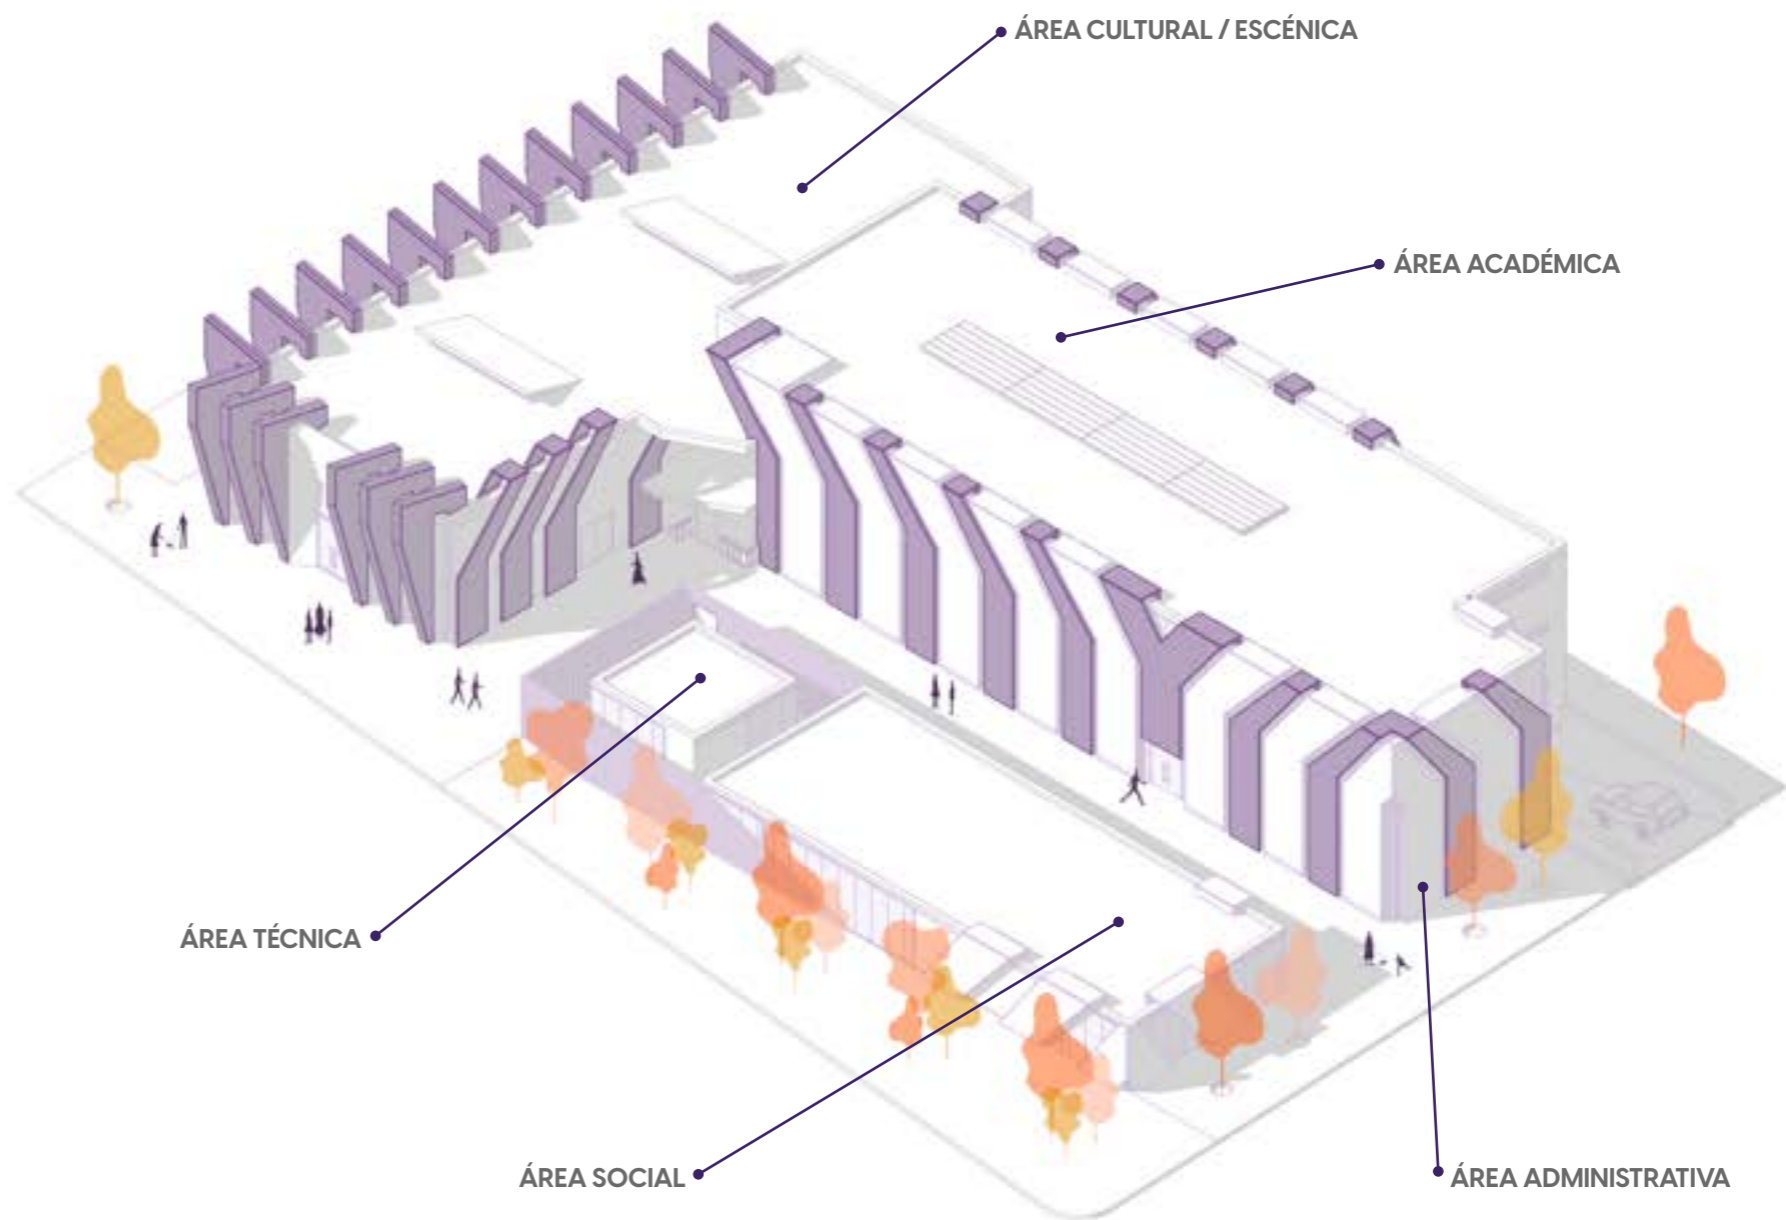 ÁREA CULTURAL / ESCÉNICA
ÁREA ACADÉMICA
ÁREA TÉCNICA
ÁREA SOCIAL
ÁREA ADMINISTRATIVA